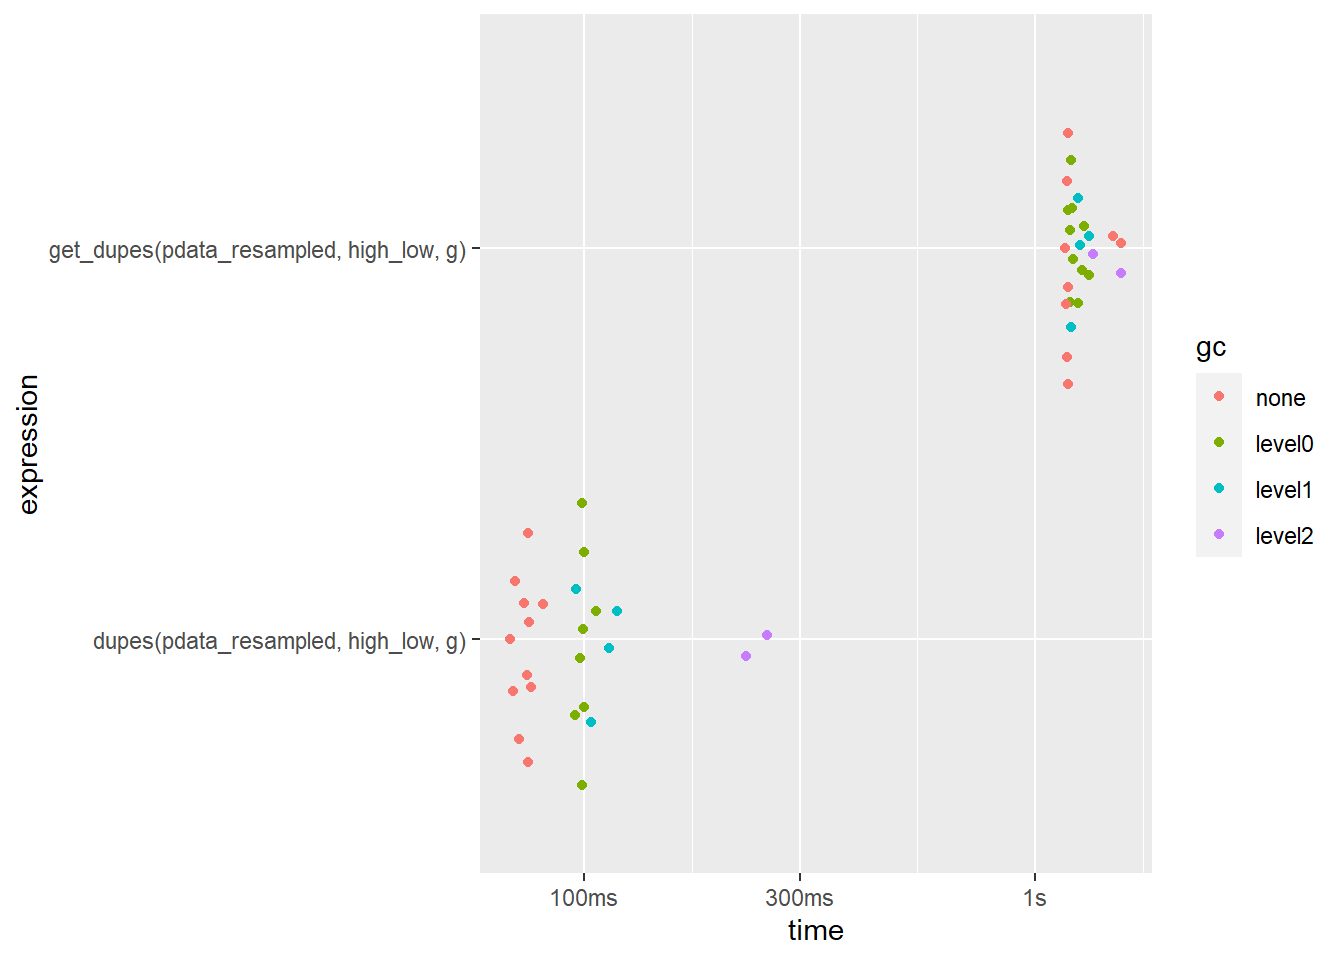 expression
get_dupes(pdata_resampled, high_low, g)
dupes(pdata_resampled, high_low, g)
100ms
300ms
1s
time
gc
none
level0
level1
level2